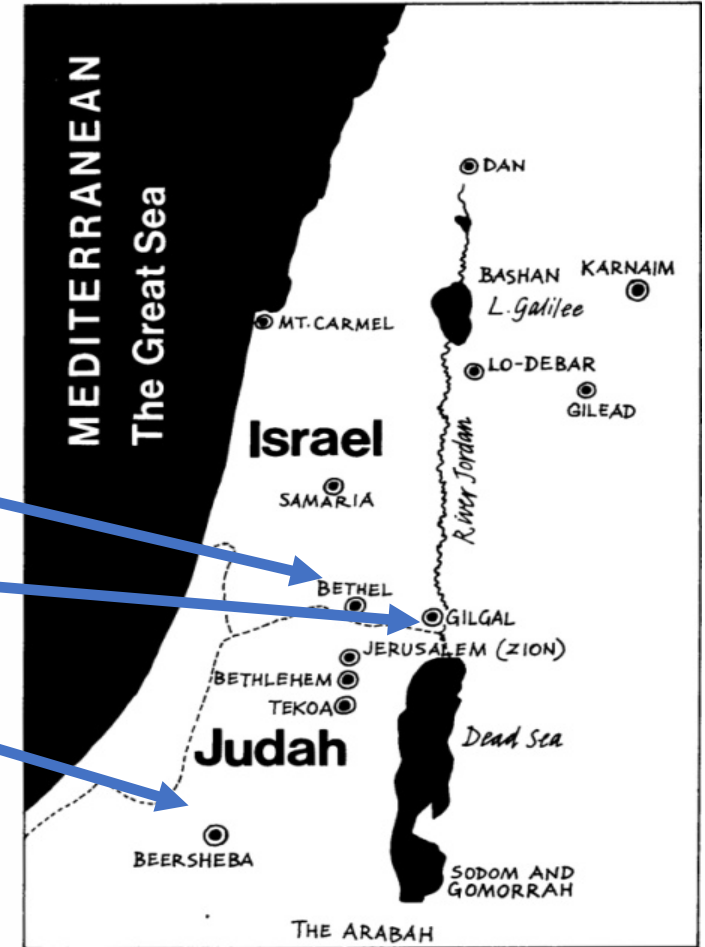 MEDITERRANEAN
The Great Sea
DAN
BASHAN
KARNAIM
L. Galilee
MT. CARMEL
LO-DEBAR
GILEAD
Israel
River Jordan
SAMARIA
BETHEL
GILGAL
JERUSALEM (ZION)
BETHLEHEM
TEKOA
Judah
Dead Sea
BEERSHEBA
SODOM AND
GOMORRAH
THE ARABAH